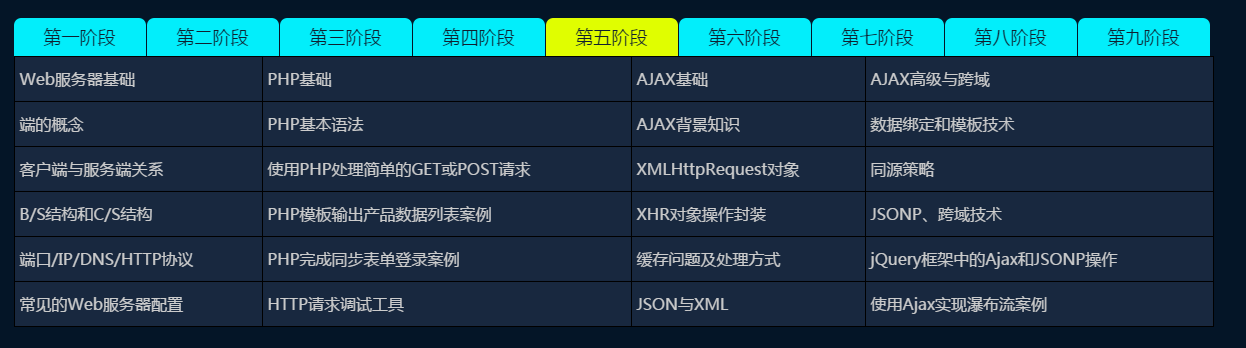 第一阶段 第二阶段 第三阶段 第四阶段 第五阶段 第六阶段 第七阶段 第八阶段 第九阶段
Web服务器基础 PHP基础 AJAX基础 AJAX高级与跨域
端的概念 PHP基本语法 AJAX背景知识 数据绑定和模板技术
客户端与服务端关系 使用PHP处理简单的GET或POST请求 XMLHttpRequest对象 同源策略
B/S结构和C/S结构 PHP模板输出产品数据列表案例 XHR对象操作封装 JSONP、跨域技术
端口/IP/DNS/HTTP协议 PHP完成同步表单登录案例 缓存问题及处理方式 jQuery框架中的Ajax和JSONP操作
常见的Web服务器配置 HTTP请求调试工具 JSON与XML 使用Ajax实现瀑布流案例